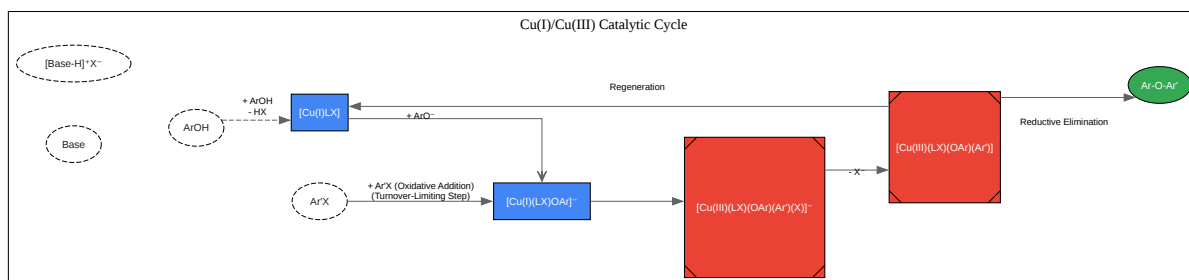 Cu(I)/Cu(III) Catalytic Cycle
[Base-H]⁺X⁻
Regeneration
Ar-O-Ar'
+ ArOH
- HX
[Cu(I)LX]
+ ArO⁻
ArOH
Reductive Elimination
Base
[Cu(III)(LX)(OAr)(Ar')]
- X⁻
+ Ar'X (Oxidative Addition)
(Turnover-Limiting Step)
Ar'X
[Cu(I)(LX)OAr]⁻
[Cu(III)(LX)(OAr)(Ar')(X)]⁻